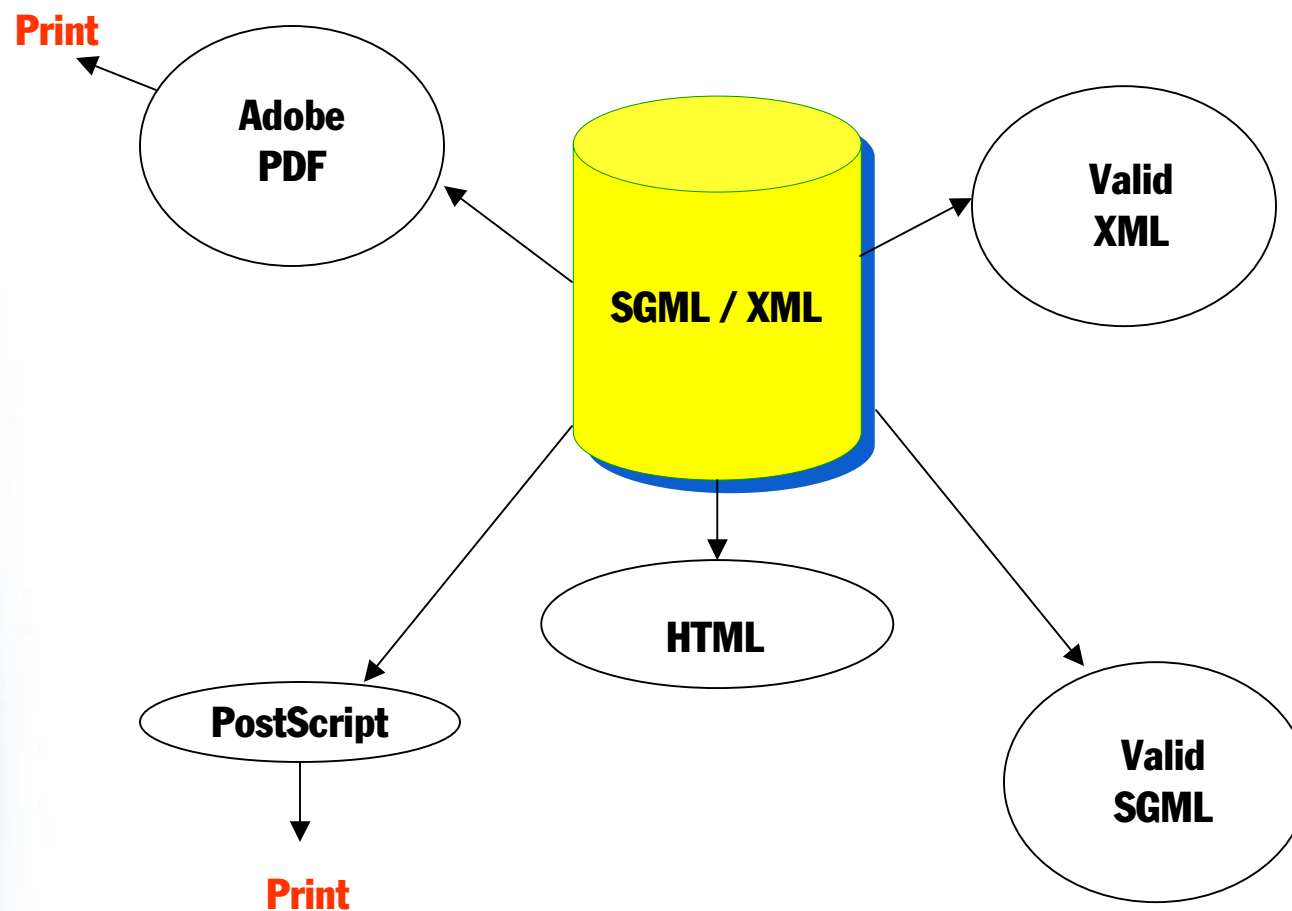 Print
Adobe
PDF
Valid
XML
SGML / XML
HTML
PostScript
Valid
SGML
Print